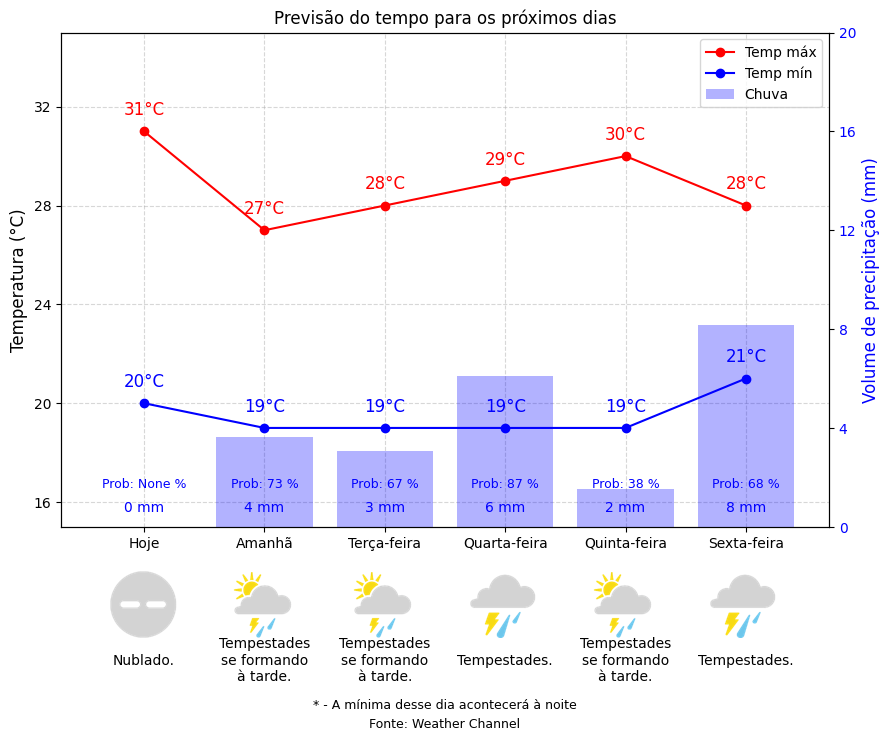 Previsão do tempo para os próximos dias
Temp máx
Temp mín
Chuva
Temperatura (°C)
Volume de precipitação (mm)
32
28
24
20
16
20
16
12
8
4
0
31°C
27°C
28°C
29°C
30°C
28°C
20°C
19°C
19°C
19°C
19°C
21°C
Prob: None %
Prob: 73 %
Prob: 67 %
Prob: 87 %
Prob: 38 %
Prob: 68 %
0 mm
4 mm
3 mm
6 mm
2 mm
8 mm
Hoje
Amanhã
Terça-feira
Quarta-feira
Quinta-feira
Sexta-feira
Nublado.
Tempestades
se formando
à tarde.
Tempestades
se formando
à tarde.
Tempestades.
Tempestades
se formando
à tarde.
Tempestades.
* - A mínima desse dia acontecerá à noite
Fonte: Weather Channel